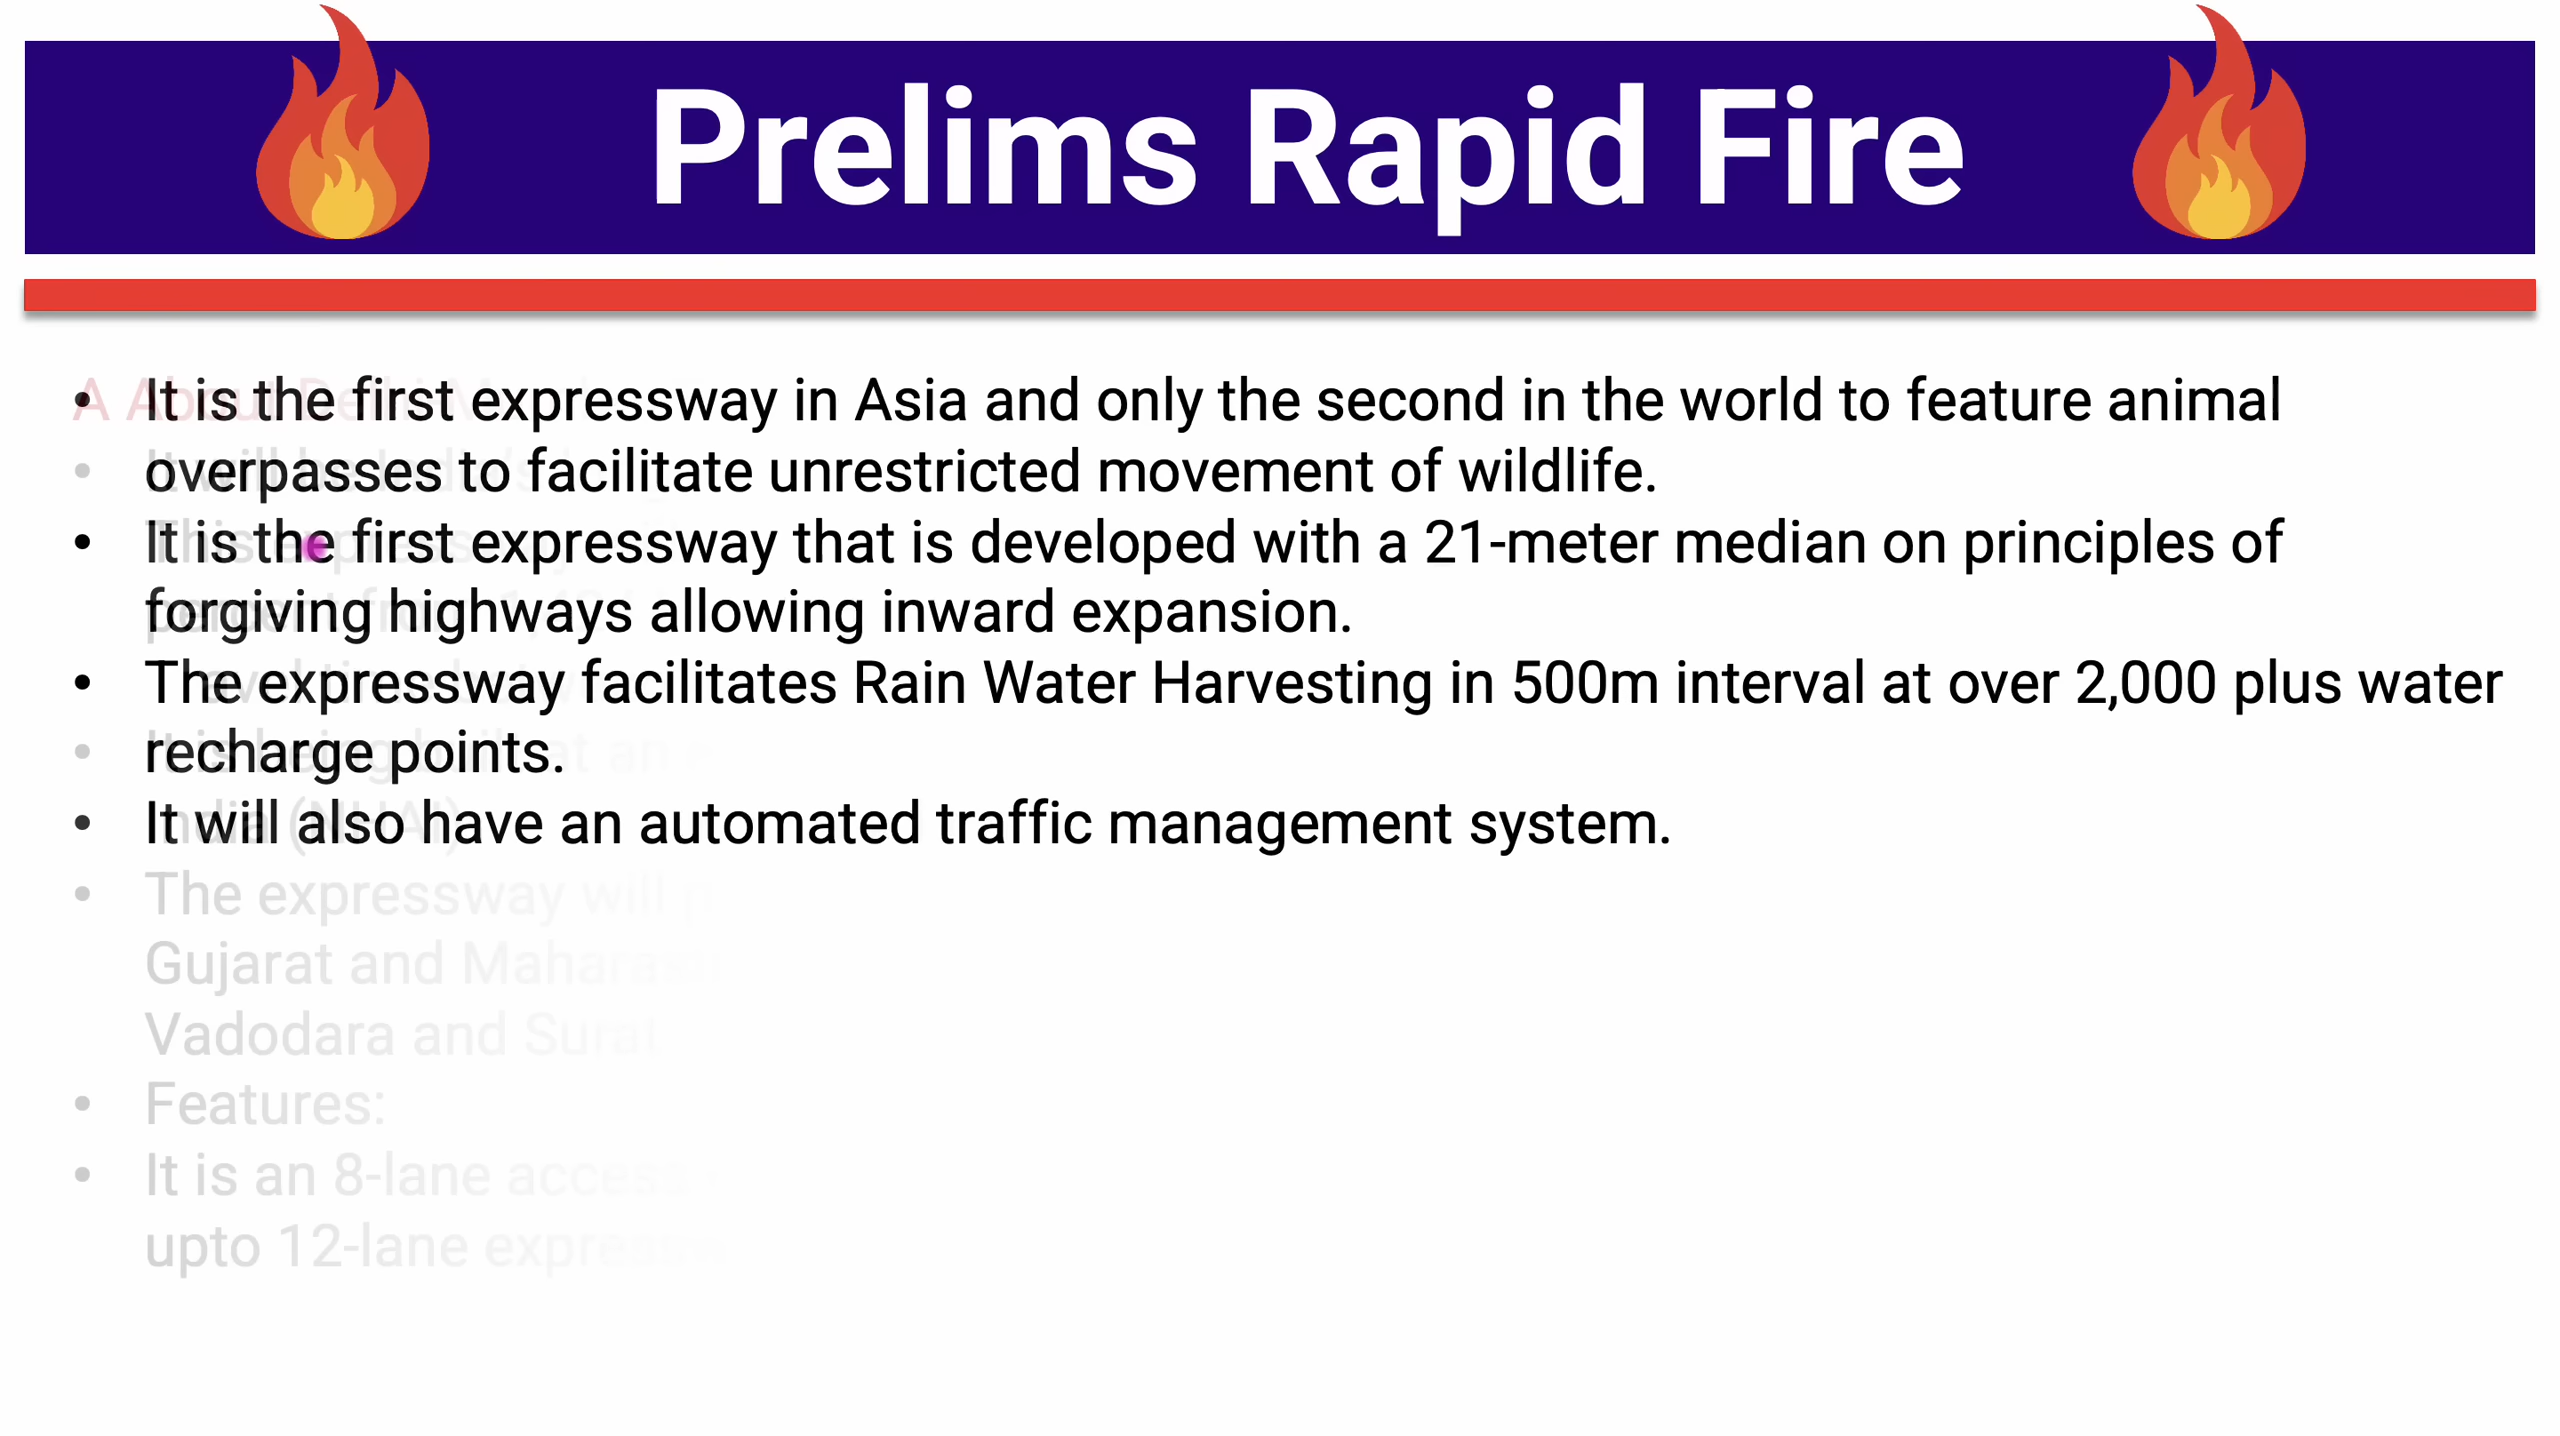 Prelims Rapid Fire
• It is the first expressway in Asia and only the second in the world to feature animal
overpasses to facilitate unrestricted movement of wildlife.
• It is the first expressway that is developed with a 21-meter median on principles of
forgiving highways allowing inward expansion.
• The expressway facilitates Rain Water Harvesting in 500m interval at over 2,000 plus water
recharge points.
• It will also have an automated traffic management system.
• The expressway will
Gujarat and
Vadodara and Surat
• Features:
• It is an 8-lane access
upto 12-lane